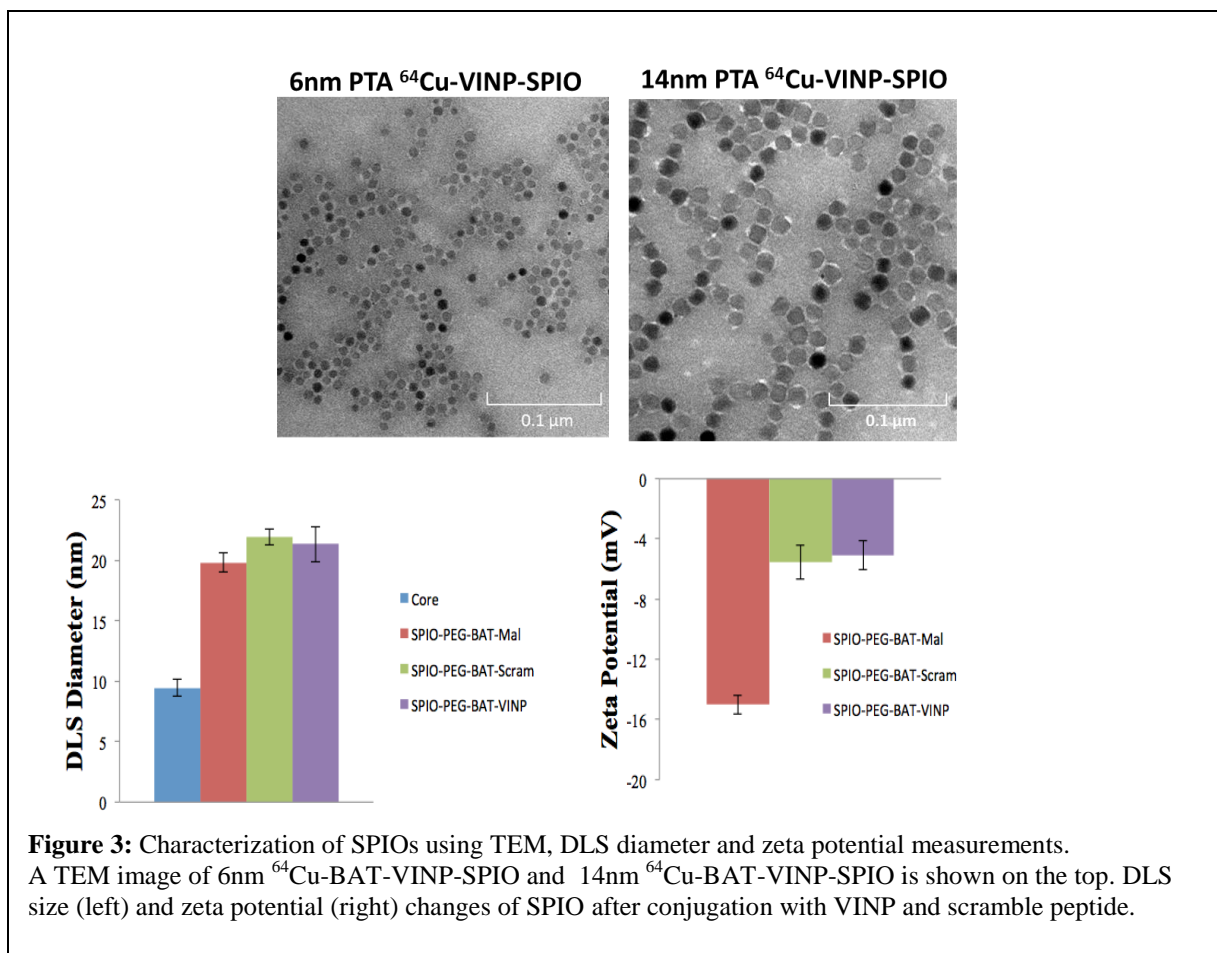 6nm PTA ⁶⁴Cu-VINP-SPIO
14nm PTA ⁶⁴Cu-VINP-SPIO
0.1 µm
0.1 µm
DLS Diameter (nm)
25
20
15
10
5
0
Core
SPIO-PEG-BAT-Mal
SPIO-PEG-BAT-Scram
SPIO-PEG-BAT-VINP
Zeta Potential (mV)
0
-4
-8
-12
-16
-20
SPIO-PEG-BAT-Mal
SPIO-PEG-BAT-Scram
SPIO-PEG-BAT-VINP
Figure 3: Characterization of SPIOs using TEM, DLS diameter and zeta potential measurements.
A TEM image of 6nm ⁶⁴Cu-BAT-VINP-SPIO and 14nm ⁶⁴Cu-BAT-VINP-SPIO is shown on the top. DLS
size (left) and zeta potential (right) changes of SPIO after conjugation with VINP and scramble peptide.